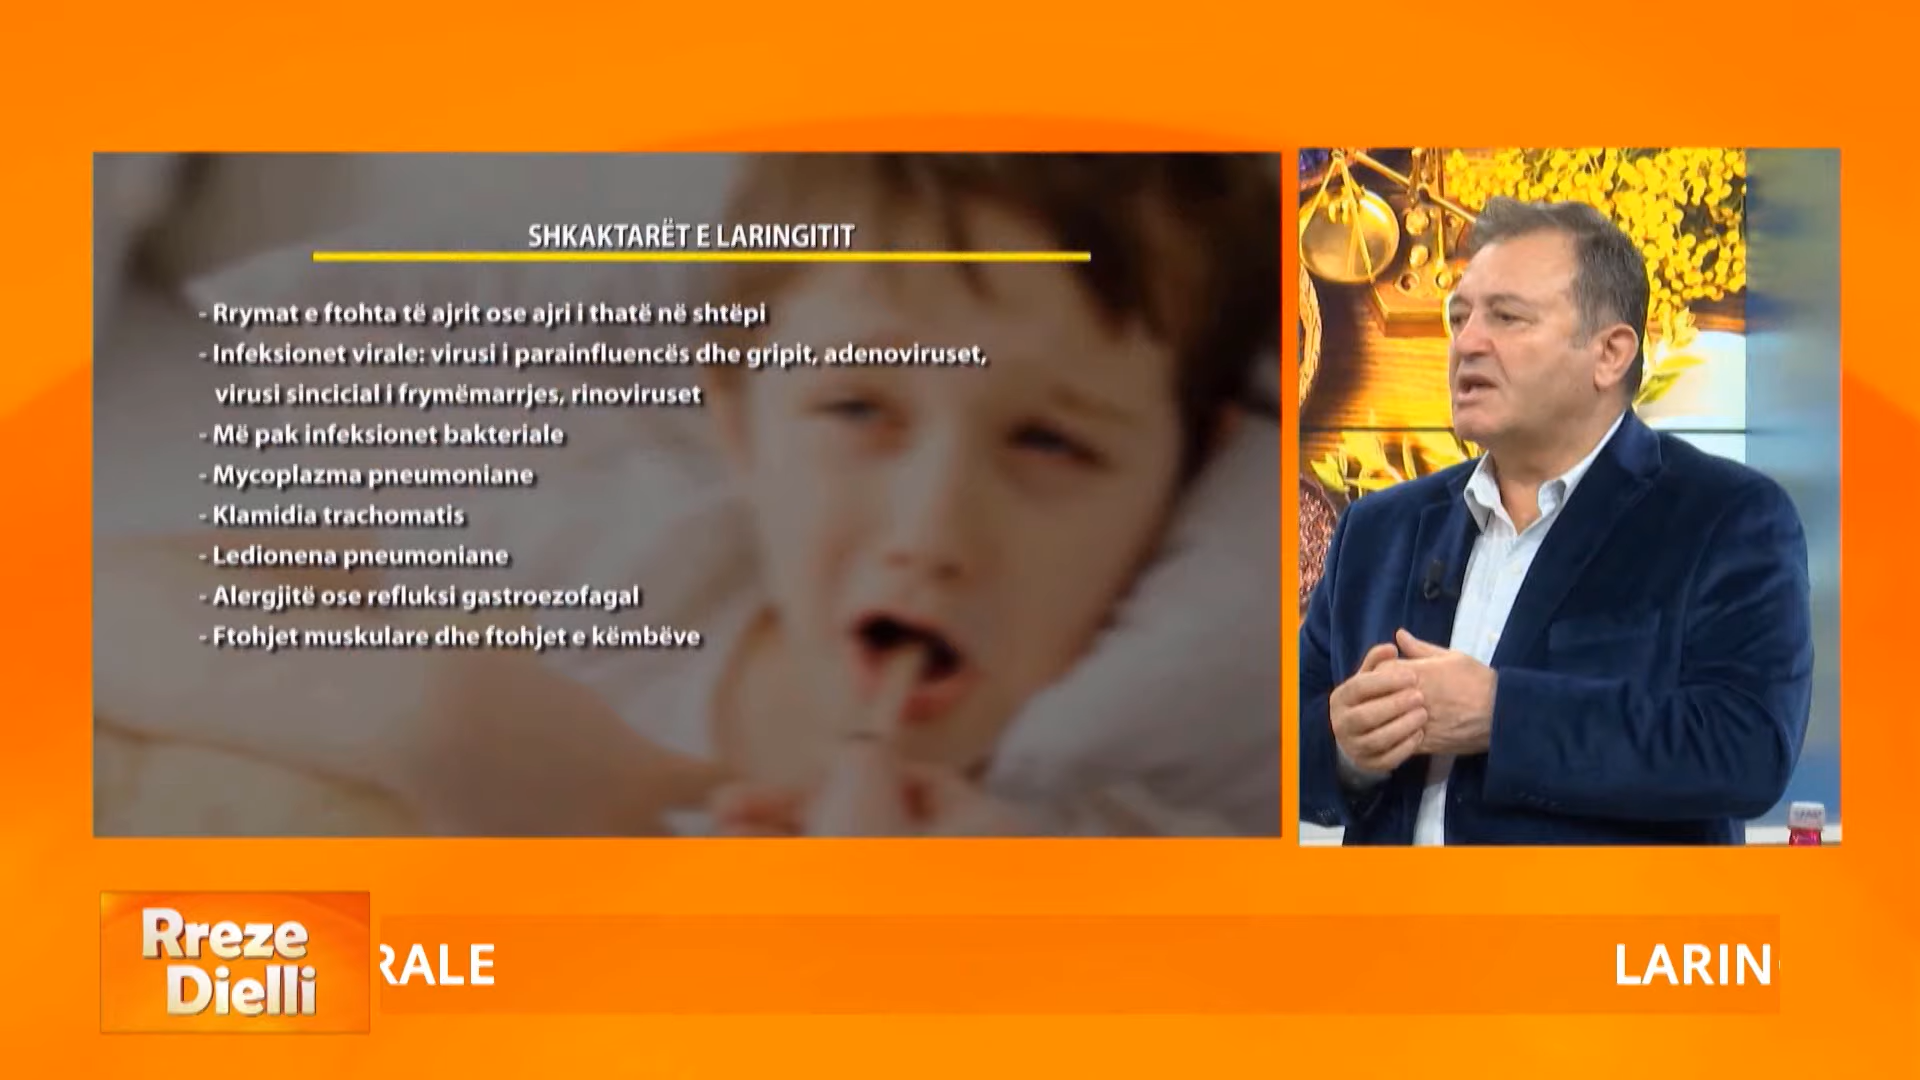 SHKAKTARËT E LARINGITIT
- Rrymat e ftohta të ajrit ose ajri i thatë në shtëpi
- Infeksionet virale: virusi i parainfluencës dhe gripit, adenoviruset,
virusi sincicial i frymëmarrjes, rinoviruset
- Më pak infeksionet bakteriale
- Mycoplazma pneumoniane
- Klamidia trachomatis
- Ledionena pneumoniane
- Alergjitë ose refluksi gastroezofagal
- Ftohjet muskulare dhe ftohjet e këmbëve
Rreze
Dielli
RALE
LARIN